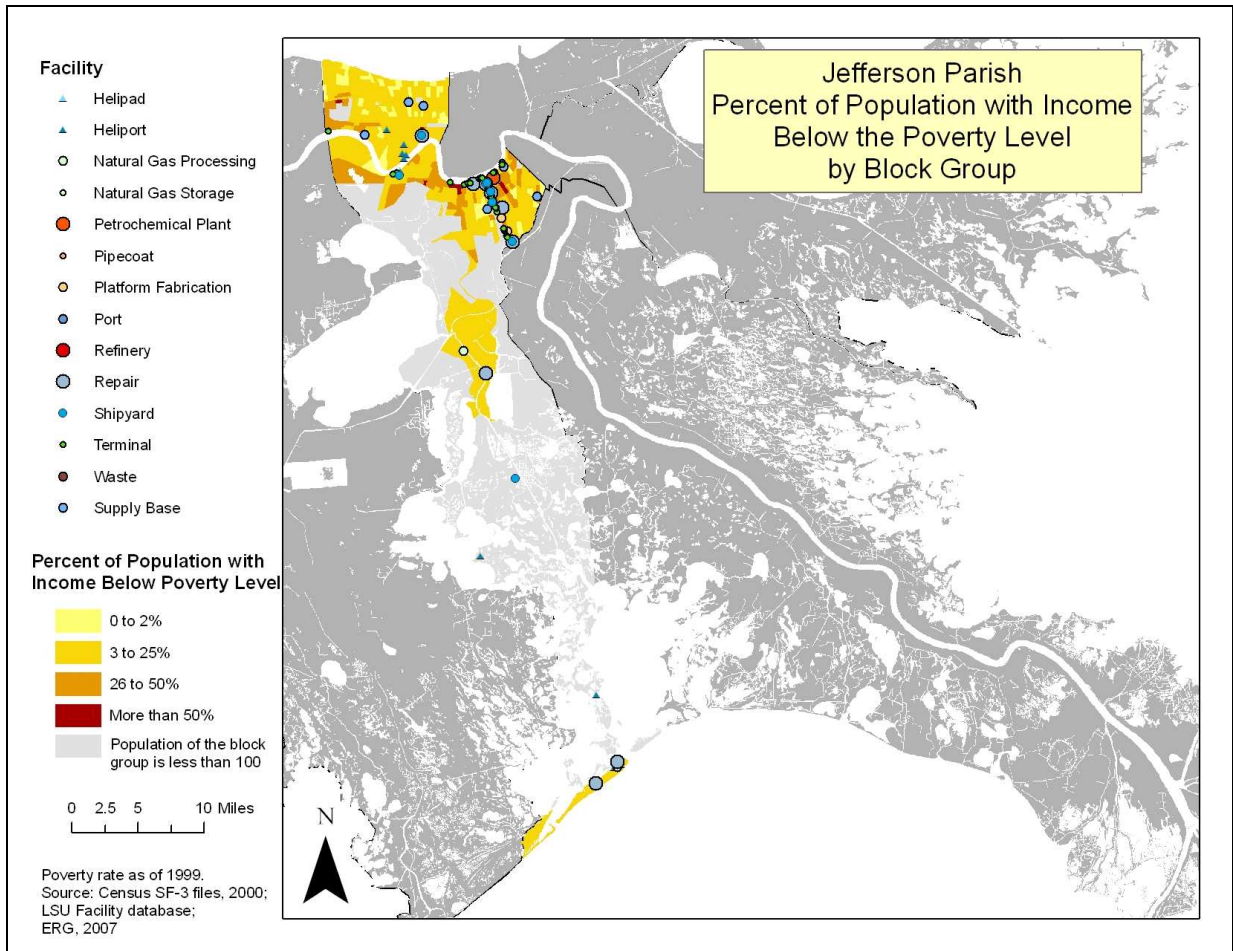 Jefferson Parish
Percent of Population with Income
Below the Poverty Level
by Block Group
Facility
Helipad
Heliport
Natural Gas Processing
Natural Gas Storage
Petrochemical Plant
Pipecoat
Platform Fabrication
Port
Refinery
Repair
Shipyard
Terminal
Waste
Supply Base
Percent of Population with
Income Below Poverty Level
0 to 2%
3 to 25%
26 to 50%
More than 50%
Population of the block
group is less than 100
0 2.5 5 10 Miles
N
Poverty rate as of 1999.
Source: Census SF-3 files, 2000;
LSU Facility database;
ERG, 2007